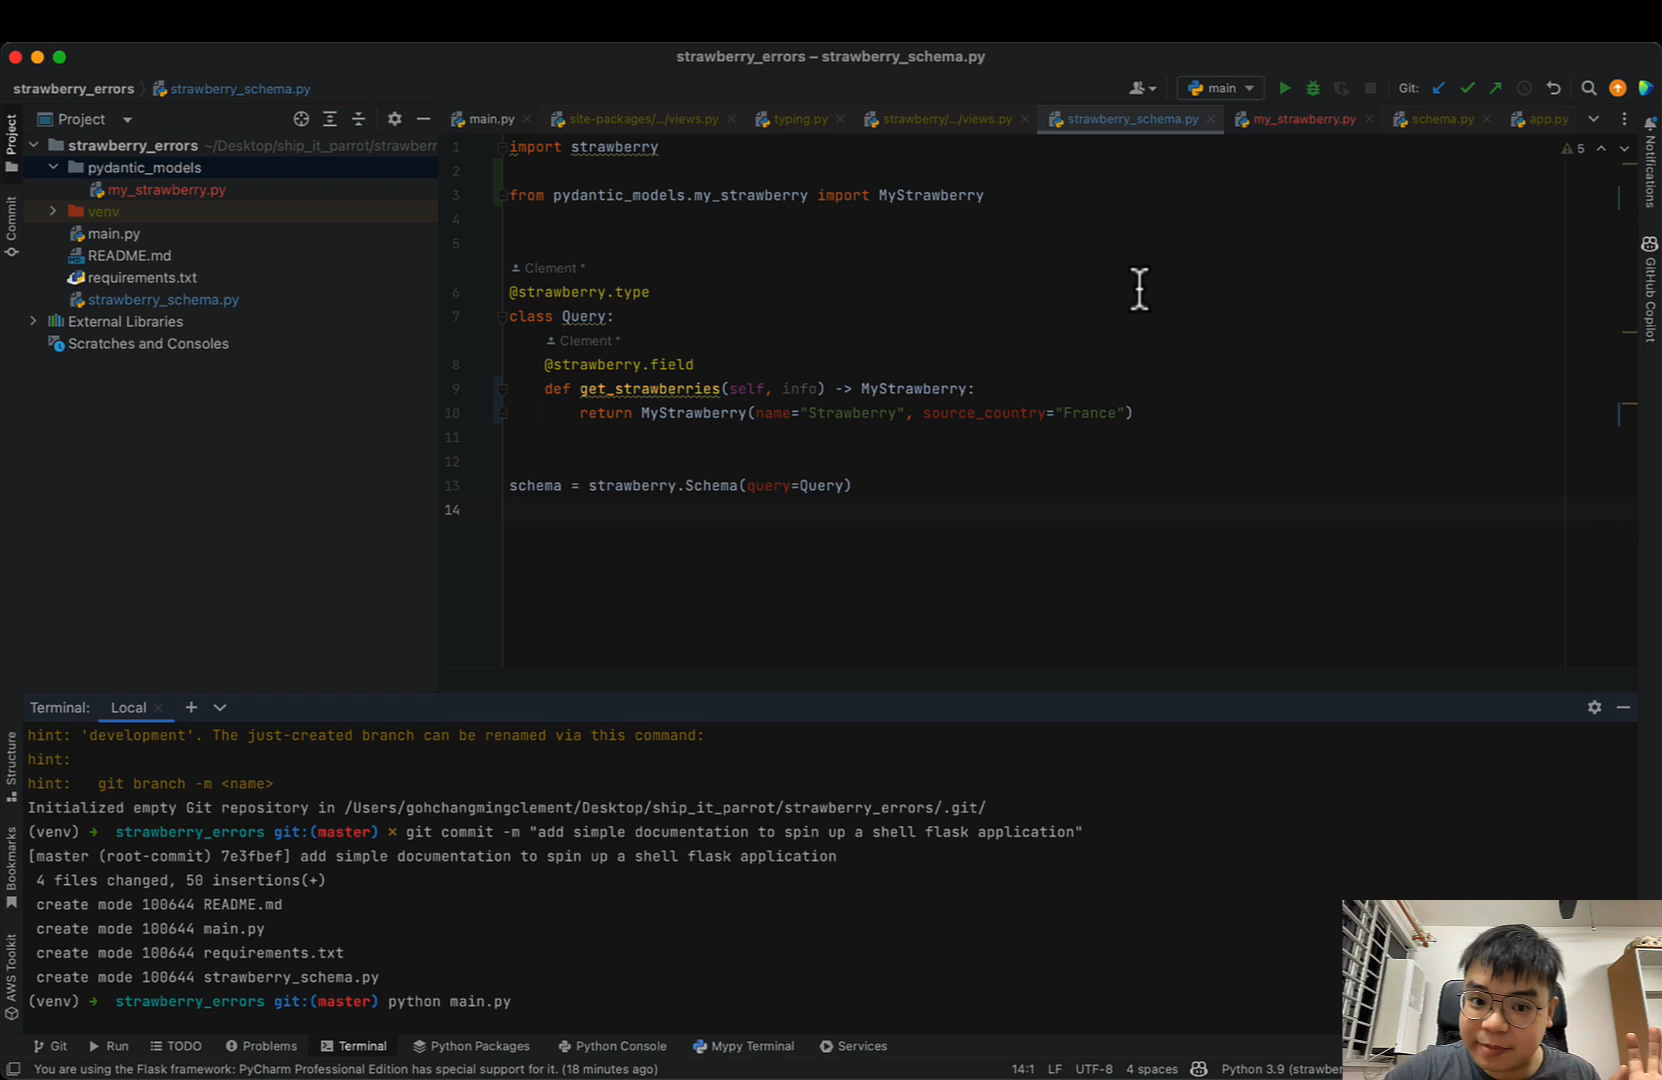 strawberry_errors – strawberry_schema.py
strawberry_errors
strawberry_schema.py
main
Git:
Project
main.py
site-packages/.../views.py
typing.py
strawberry/.../views.py
strawberry_schema.py
my_strawberry.py
schema.py
app.py
Project
Commit
strawberry_errors ~/Desktop/ship_it_parrot/strawberr
pydantic_models
my_strawberry.py
venv
main.py
README.md
requirements.txt
strawberry_schema.py
External Libraries
Scratches and Consoles
5
1 import strawberry
2
3 from pydantic_models.my_strawberry import MyStrawberry
4
5
Clement *
6 @strawberry.type
7 class Query:
Clement *
8 @strawberry.field
9 def get_strawberries(self, info) -> MyStrawberry:
10 return MyStrawberry(name="Strawberry", source_country="France")
11
12
13 schema = strawberry.Schema(query=Query)
14
Notifications
GitHub Copilot
Terminal: Local
hint: 'development'. The just-created branch can be renamed via this command:
hint:
hint: git branch -m <name>
Initialized empty Git repository in /Users/gohchangmingclement/Desktop/ship_it_parrot/strawberry_errors/.git/
(venv) → strawberry_errors git:(master) × git commit -m "add simple documentation to spin up a shell flask application"
[master (root-commit) 7e3fbef] add simple documentation to spin up a shell flask application
4 files changed, 50 insertions(+)
create mode 100644 README.md
create mode 100644 main.py
create mode 100644 requirements.txt
create mode 100644 strawberry_schema.py
(venv) → strawberry_errors git:(master) python main.py
Structure
Bookmarks
AWS Toolkit
Git
Run
TODO
Problems
Terminal
Python Packages
Python Console
Mypy Terminal
Services
You are using the Flask framework: PyCharm Professional Edition has special support for it. (18 minutes ago)
14:1 LF UTF-8 4 spaces Python 3.9 (strawber